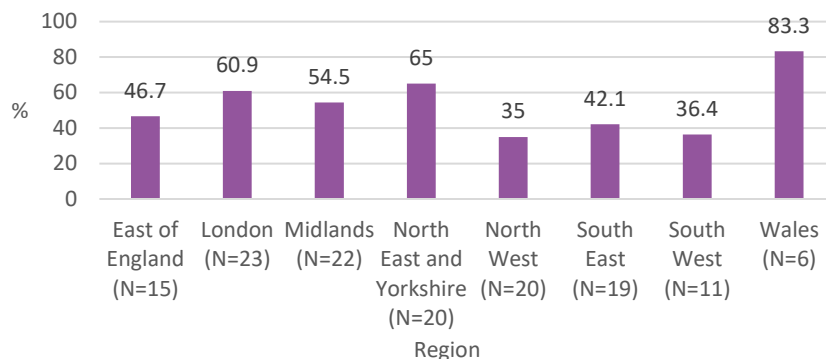 100
80
60
40
20
0
%
46.7
60.9
54.5
65
35
42.1
36.4
83.3
East of
England
(N=15)
London
(N=23)
Midlands
(N=22)
North
East and
Yorkshire
(N=20)
North
West
(N=20)
South
East
(N=19)
South
West
(N=11)
Wales
(N=6)
Region